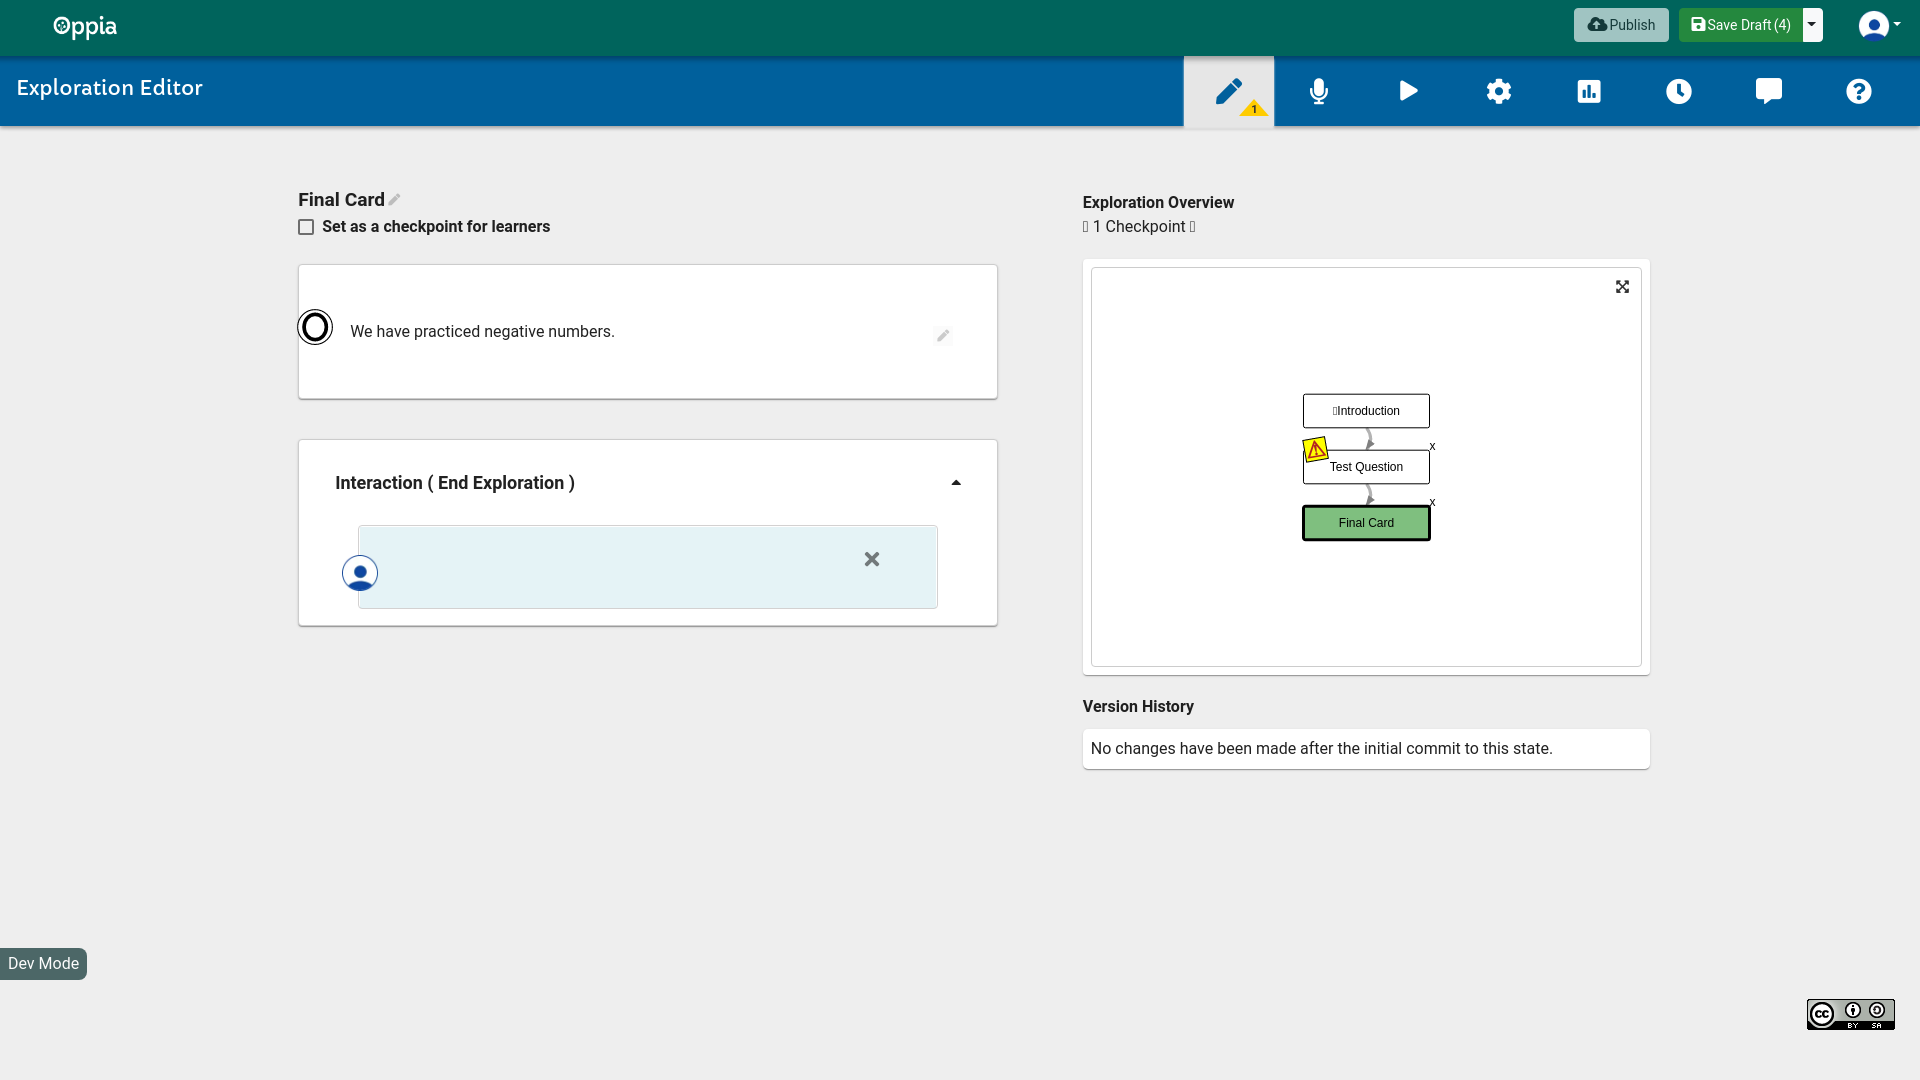 Oppia
Publish
Save Draft (4)
Exploration Editor
1
Final Card
Set as a checkpoint for learners
We have practiced negative numbers.
Interaction ( End Exploration )
Exploration Overview
1 Checkpoint
Introduction
x
Test Question
x
Final Card
Version History
No changes have been made after the initial commit to this state.
Dev Mode
cc
BY SA